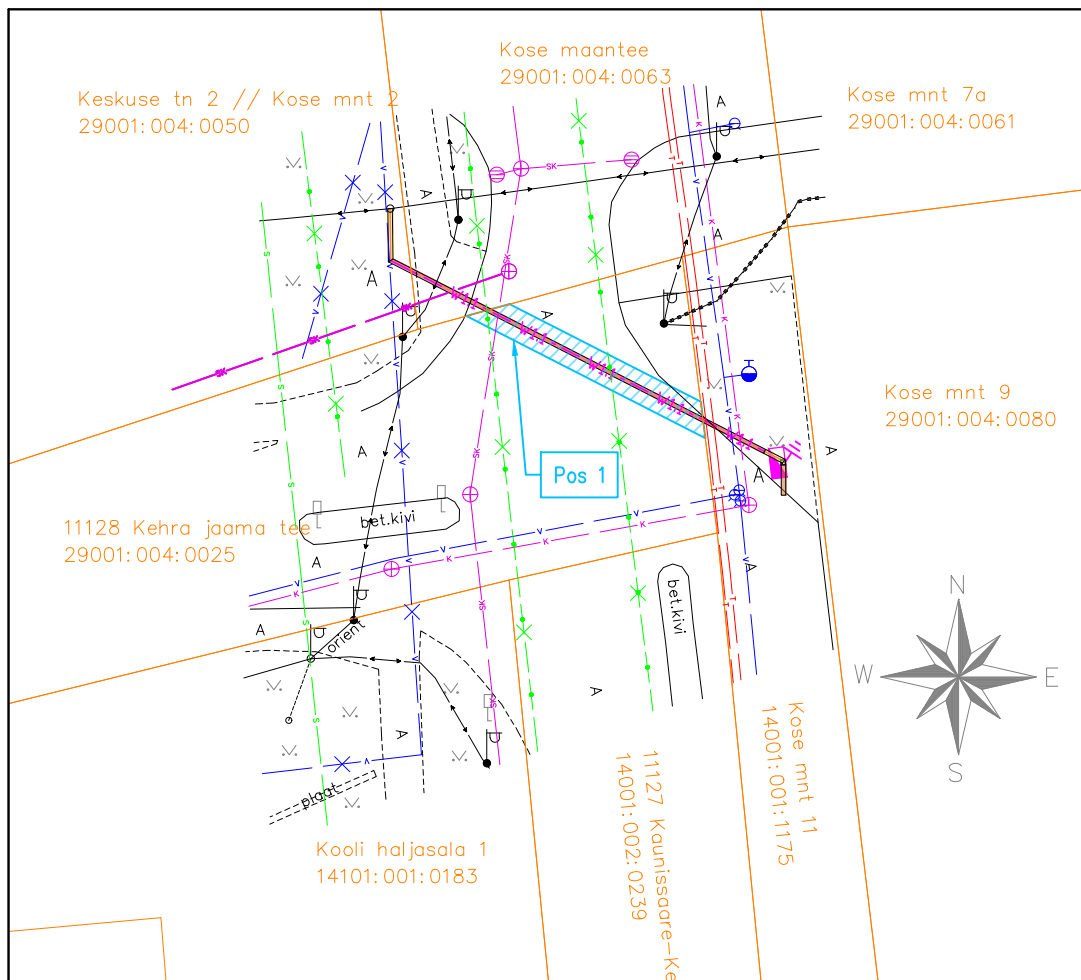 Kose maantee
29001:004:0063
Keskuse tn 2 // Kose mnt 2
29001:004:0050
Kose mnt 7a
29001:004:0061
Kose mnt 9
29001:004:0080
Pos 1
bet.kivi
11128 Kehra jaama tee
29001:004:0025
bet.kivi
orient
plaat
N
W
E
S
Kose mnt 11
14001:001:1175
11127 Kaunissaare-Ke
14001:002:0239
Kooli haljasala 1
14101:001:0183